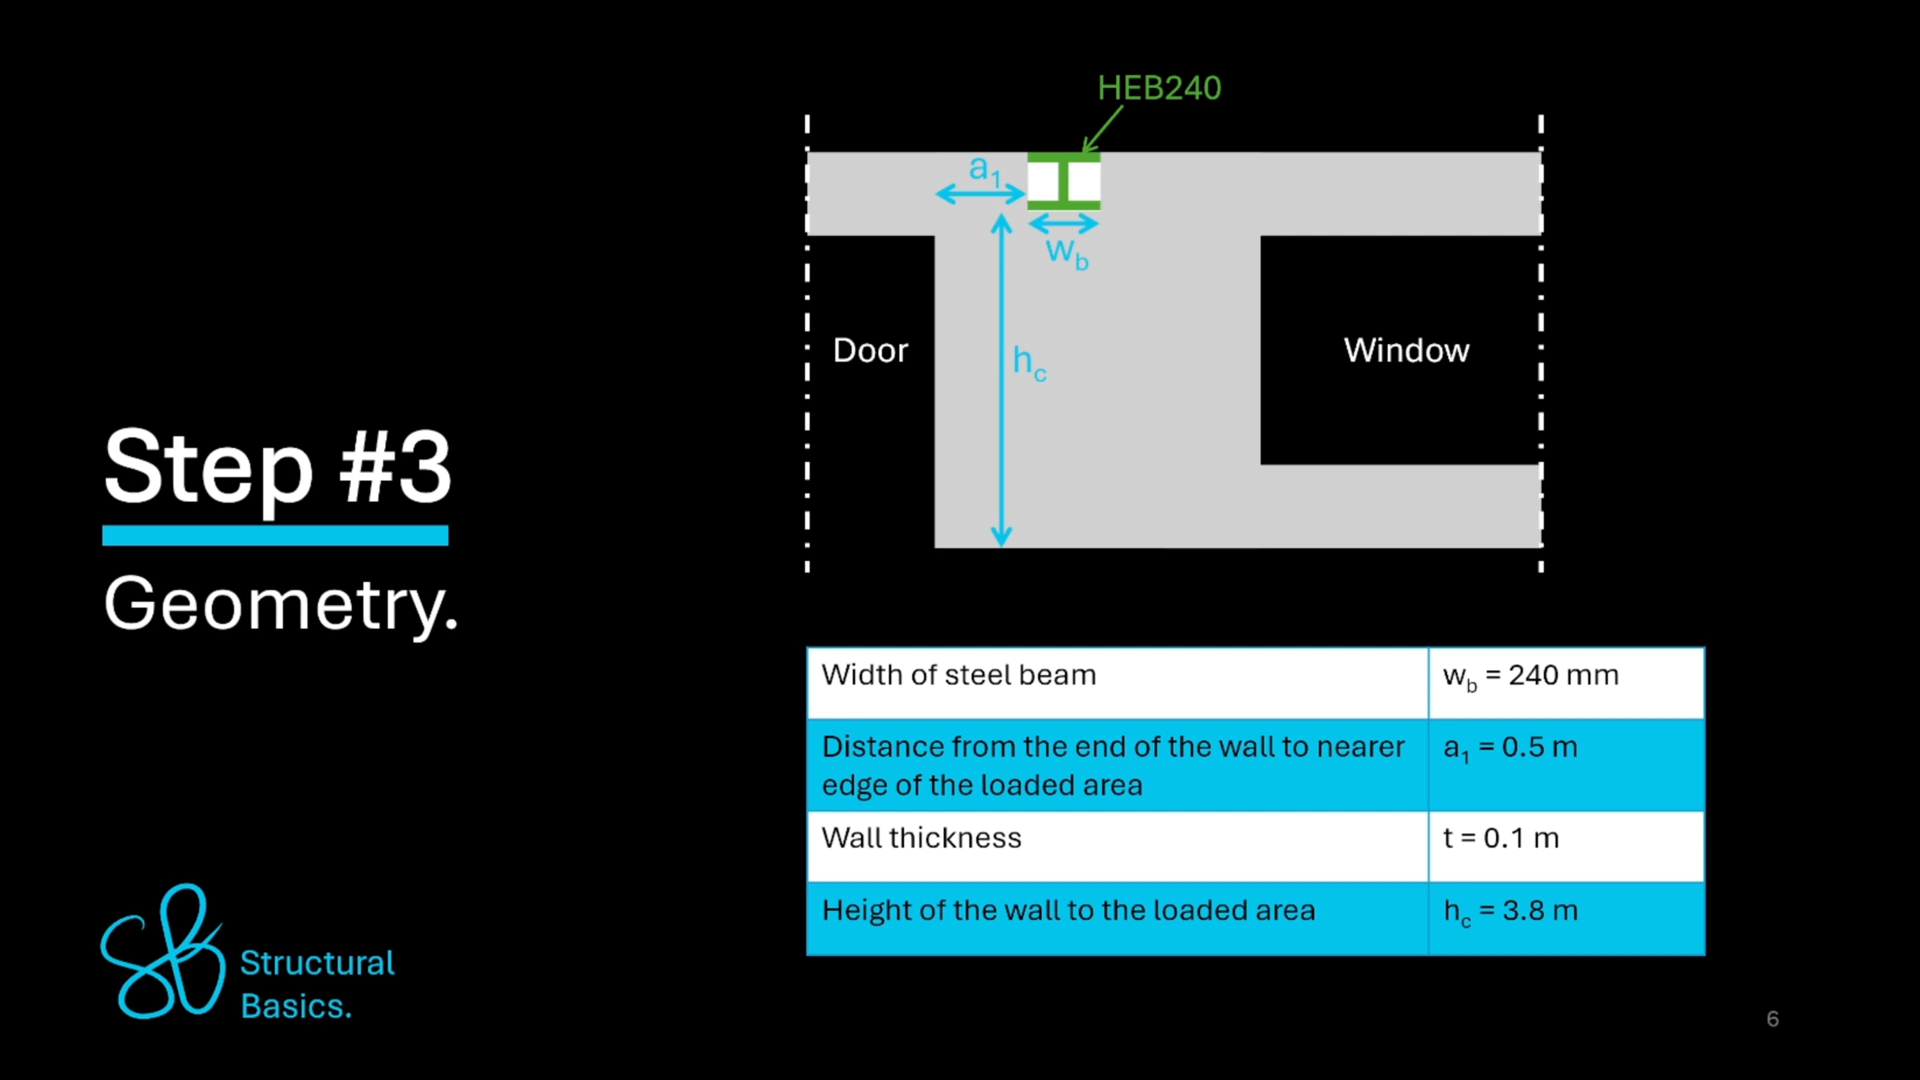 Step #3
Geometry.
HEB240
a₁
w_b
h_c
Door
Window
Width of steel beam
w_b = 240 mm
Distance from the end of the wall to nearer
edge of the loaded area
a₁ = 0.5 m
Wall thickness
t = 0.1 m
Height of the wall to the loaded area
h_c = 3.8 m
Structural
Basics.
6